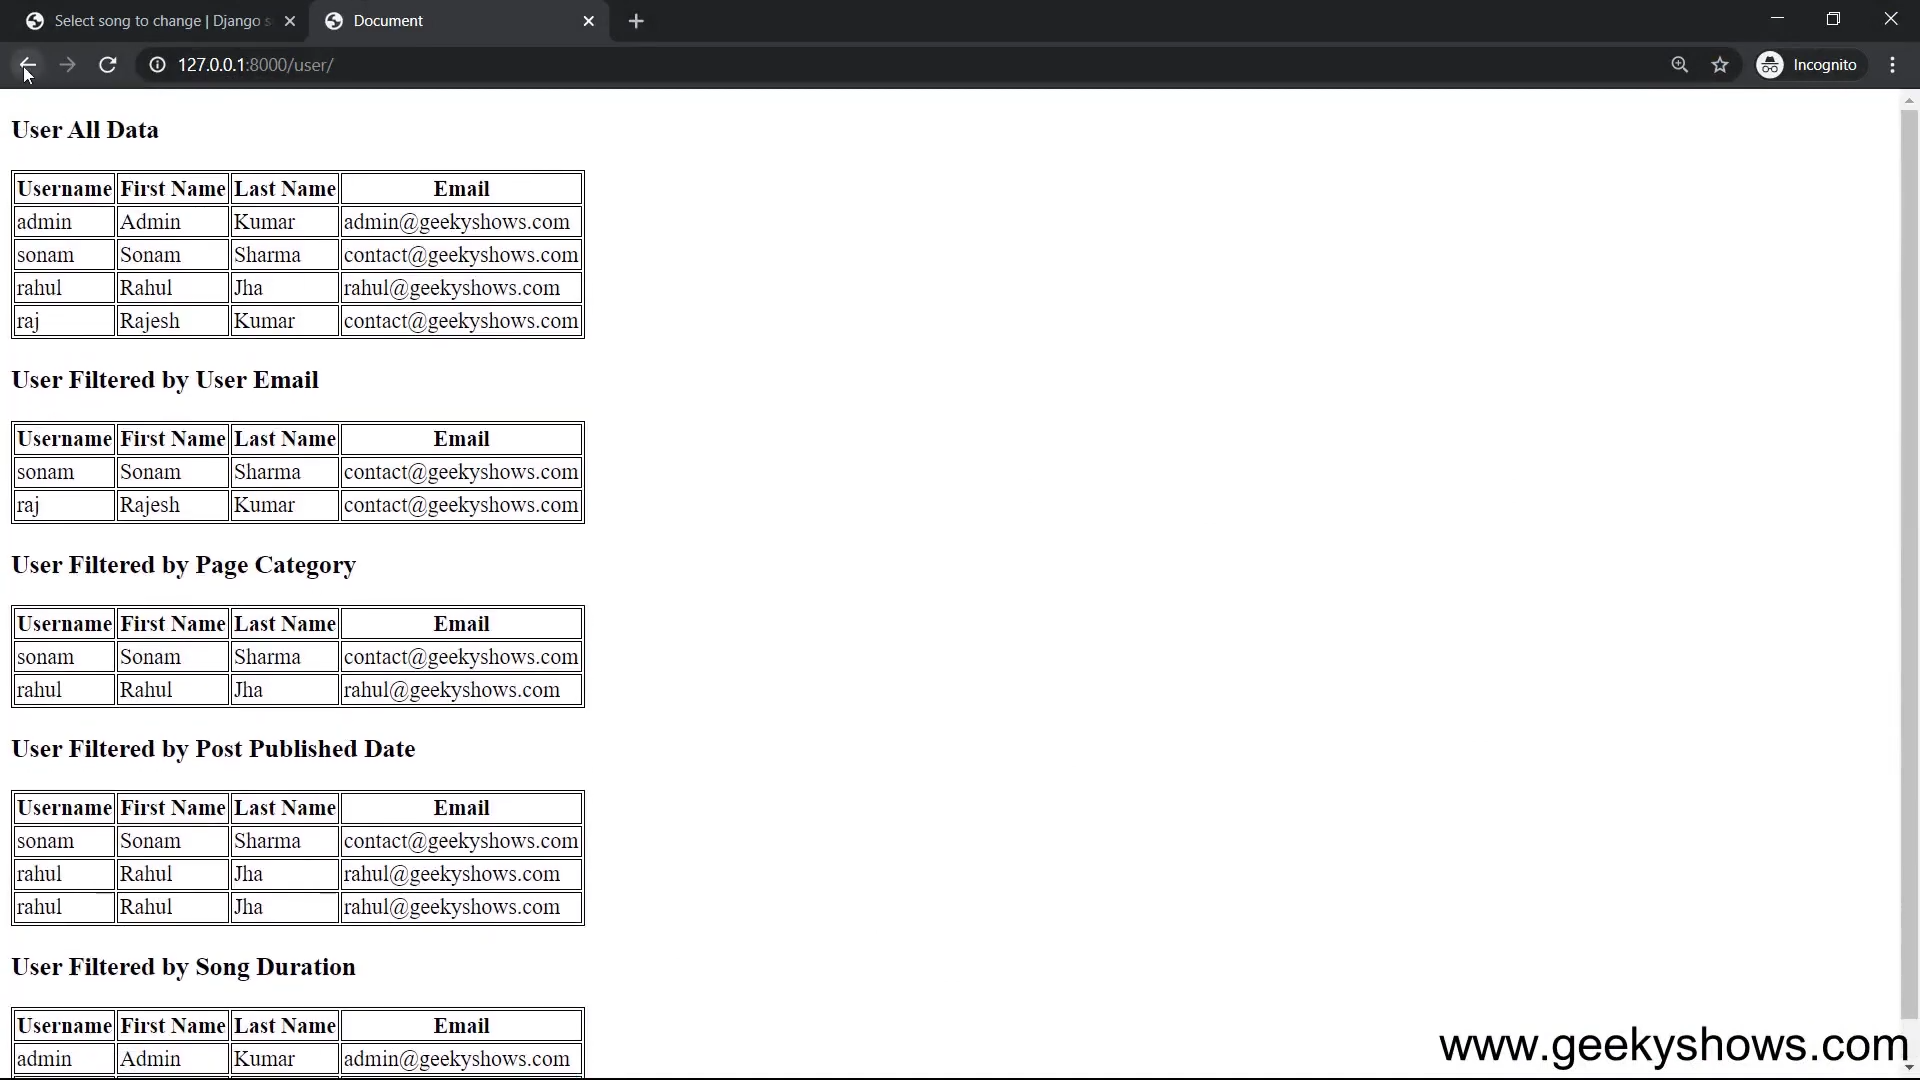 Select song to change | Django s
Document
127.0.0.1:8000/user/
Incognito
User All Data
Username First Name Last Name Email
admin Admin Kumar admin@geekyshows.com
sonam Sonam Sharma contact@geekyshows.com
rahul Rahul Jha rahul@geekyshows.com
raj Rajesh Kumar contact@geekyshows.com
User Filtered by User Email
Username First Name Last Name Email
sonam Sonam Sharma contact@geekyshows.com
raj Rajesh Kumar contact@geekyshows.com
User Filtered by Page Category
Username First Name Last Name Email
sonam Sonam Sharma contact@geekyshows.com
rahul Rahul Jha rahul@geekyshows.com
User Filtered by Post Published Date
Username First Name Last Name Email
sonam Sonam Sharma contact@geekyshows.com
rahul Rahul Jha rahul@geekyshows.com
rahul Rahul Jha rahul@geekyshows.com
User Filtered by Song Duration
Username First Name Last Name Email
admin Admin Kumar admin@geekyshows.com
www.geekyshows.com